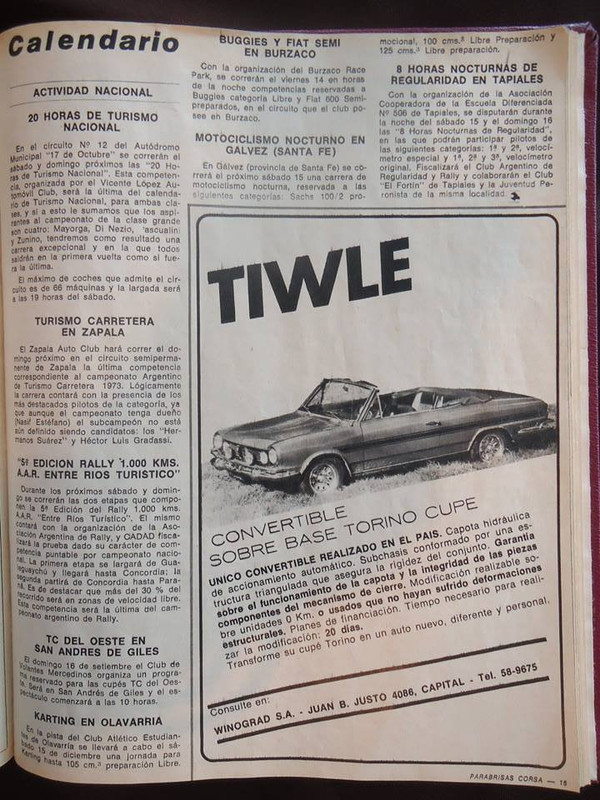 Calendario
ACTIVIDAD NACIONAL
20 HORAS DE TURISMO
NACIONAL
En el circuito Nº 12 del Autódromo
Municipal "17 de Octubre" se correrán el
sábado y domingo próximos las "20 Ho-
ras de Turismo Nacional". Esta competen-
cia, organizada por el Vicente López Au-
tomóvil Club, será la última del calenda-
rio de Turismo Nacional, para ambas cla-
ses, y si a esto le sumamos que los aspi-
rantes al campeonato de la clase grande
son cuatro: Mayorga, Di Nezio, 'ascualini
y Zunino, tendremos como resultado una
carrera excepcional y en la que todos
saldrán en la primera vuelta como si fue-
ra la última.
El máximo de coches que admite el cir-
cuito es de 66 máquinas y la largada será
a las 19 horas del sábado.
TURISMO CARRETERA
EN ZAPALA
El Zapala Auto Club hará correr el do-
mingo próximo en el circuito semiperma-
nente de Zapala la última competencia
correspondiente al campeonato Argentino
de Turismo Carretera 1973. Lógicamente
la carrera contará con la presencia de los
más destacados pilotos de la categoría, ya
que aunque el campeonato tenga dueño
(Nasif Estéfano) el subcampeón no está
aún definido siendo candidatos: los "Her-
manos Suárez" y Héctor Luis Gradassi.
"5ª EDICION RALLY 1.000 KMS.
A.A.R. ENTRE RIOS TURISTICO"
Durante los próximos sábado y domin-
go se correrán las dos etapas que compo-
nen la 5ª Edición del Rally 1.000 kms.
A.A.R. "Entre Ríos Turístico". El mismo
contará con la organización de la Aso-
ciación Argentina de Rally, y CADAD fisca-
lizará la prueba dado su carácter de com-
petencia puntable por campeonato nacio-
nal. La primera etapa se largará de Gua-
leguaychú y llegará hasta Concordia; la
segunda partirá de Concordia hasta Para-
ná. Es de destacar que más del 30 % del
recorrido será en zonas de velocidad libre.
Esta competencia será la última del cam-
peonato argentino de Rally.
TC DEL OESTE EN
SAN ANDRES DE GILES
El domingo 16 de setiembre el Club de
Volantes Mercedinos organiza un progra-
ma reservado para las cupés TC del Oes-
te. Será en San Andrés de Giles y el es-
pectáculo comenzará a las 10 horas.
KARTING EN OLAVARRIA
En la pista del Club Atlético Estudian-
tes de Olavarría se llevará a cabo el sá-
bado 15 de diciembre una jornada para
Karting hasta 105 cm.³ preparación Libre.
BUGGIES Y FIAT SEMI
EN BURZACO
Con la organización del Burzaco Race
Park, se correrán el viernes 14 en horas
de la noche competencias reservadas a
Buggies categoría Libre y Fiat 600 Semi-
preparados, en el circuito que el club po-
see en Burzaco.
MOTOCICLISMO NOCTURNO EN
GALVEZ (SANTA FE)
En Gálvez (provincia de Santa Fe) se co-
rrerá el próximo sábado 15 una carrera de
motociclismo nocturna, reservada a las
siguientes categorías: Sachs 100/2 pro-
mocional, 100 cms.³ Libre Preparación y
125 cms.³ Libre preparación.
8 HORAS NOCTURNAS DE
REGULARIDAD EN TAPIALES
Con la organización de la Asociación
Cooperadora de la Escuela Diferenciada
Nº 506 de Tapiales, se disputarán durante
la noche del sábado 15 y el domingo 16
las "8 Horas Nocturnas de Regularidad",
en las que podrán participar pilotos de
las siguientes categorías: 1ª y 2ª, velocí-
metro especial y 1ª, 2ª y 3ª, velocímetro
original. Fiscalizará el Club Argentino de
Regularidad y Rally y colaborarán el Club
"El Fortín" de Tapiales y la Juventud Pe-
ronista de la misma localidad
TIWLE
CONVERTIBLE
SOBRE BASE TORINO CUPE
UNICO CONVERTIBLE REALIZADO EN EL PAIS. Capota hidráulica
de accionamiento automático. Subchasis conformado por una es-
tructura triangulada que asegura la rigidez del conjunto. Garantía
sobre el funcionamiento de la capota y la integridad de las piezas
componentes del mecanismo de cierre. Modificación realizable so-
bre unidades 0 Km. o usados que no hayan sufrido deformaciones
estructurales. Planes de financiación. Tiempo necesario para reali-
zar la modificación: 20 días.
Transforme su cupé Torino en un auto nuevo, diferente y personal.
Consulte en:
WINOGRAD S.A. - JUAN B. JUSTO 4086, CAPITAL - Tel. 58-9675
PARABRISAS CORSA — 15